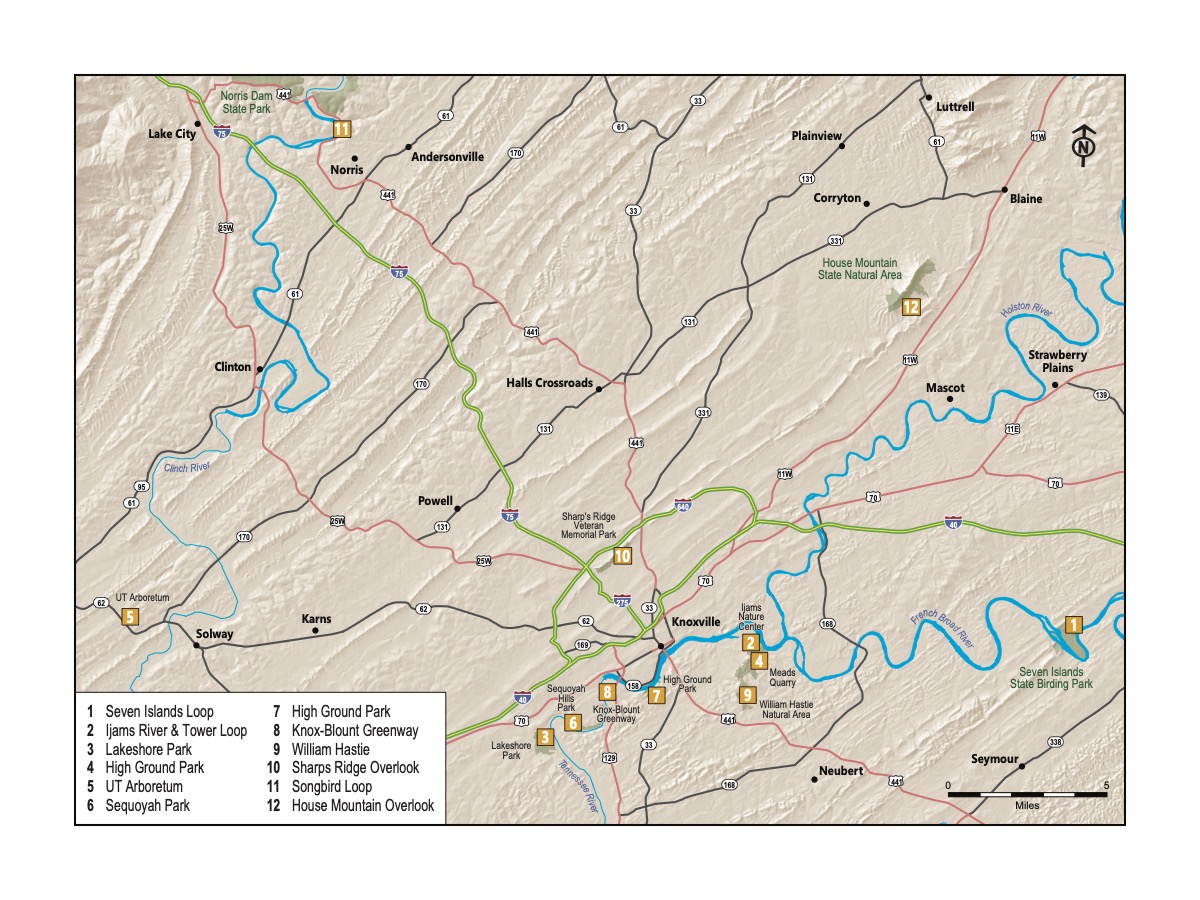 Norris Dam
State Park
441
61
33
Luttrell
Lake City
75
11
61
Plainview
11W
61
N
Norris
Andersonville
170
131
441
Corryton
Blaine
33
25W
331
75
House Mountain
State Natural Area
61
12
Holston River
131
441
11W
Strawberry
Plains
Clinton
170
Halls Crossroads
Mascot
139
331
131
441
11E
Clinch River
11W
95
61
70
70
Powell
640
75
25W
131
Sharp's Ridge
Veteran
Memorial Park
40
170
10
25W
70
UT Arboretum
62
5
62
275
33
Ijams
Nature
Center
Karns
62
Knoxville
168
French Broad River
1
Solway
169
2
4
Meads
Quarry
Seven Islands
State Birding Park
High Ground
Park
158
Sequoyah
Hills
Park
8
7
9
40
Knox-Blount
Greenway
William Hastie
Natural Area
70
6
441
3
Lakeshore
Park
33
129
338
Seymour
Tennessee River
Neubert
168
441
0 5
Miles
1 Seven Islands Loop
2 Ijams River & Tower Loop
3 Lakeshore Park
4 High Ground Park
5 UT Arboretum
6 Sequoyah Park
7 High Ground Park
8 Knox-Blount Greenway
9 William Hastie
10 Sharps Ridge Overlook
11 Songbird Loop
12 House Mountain Overlook